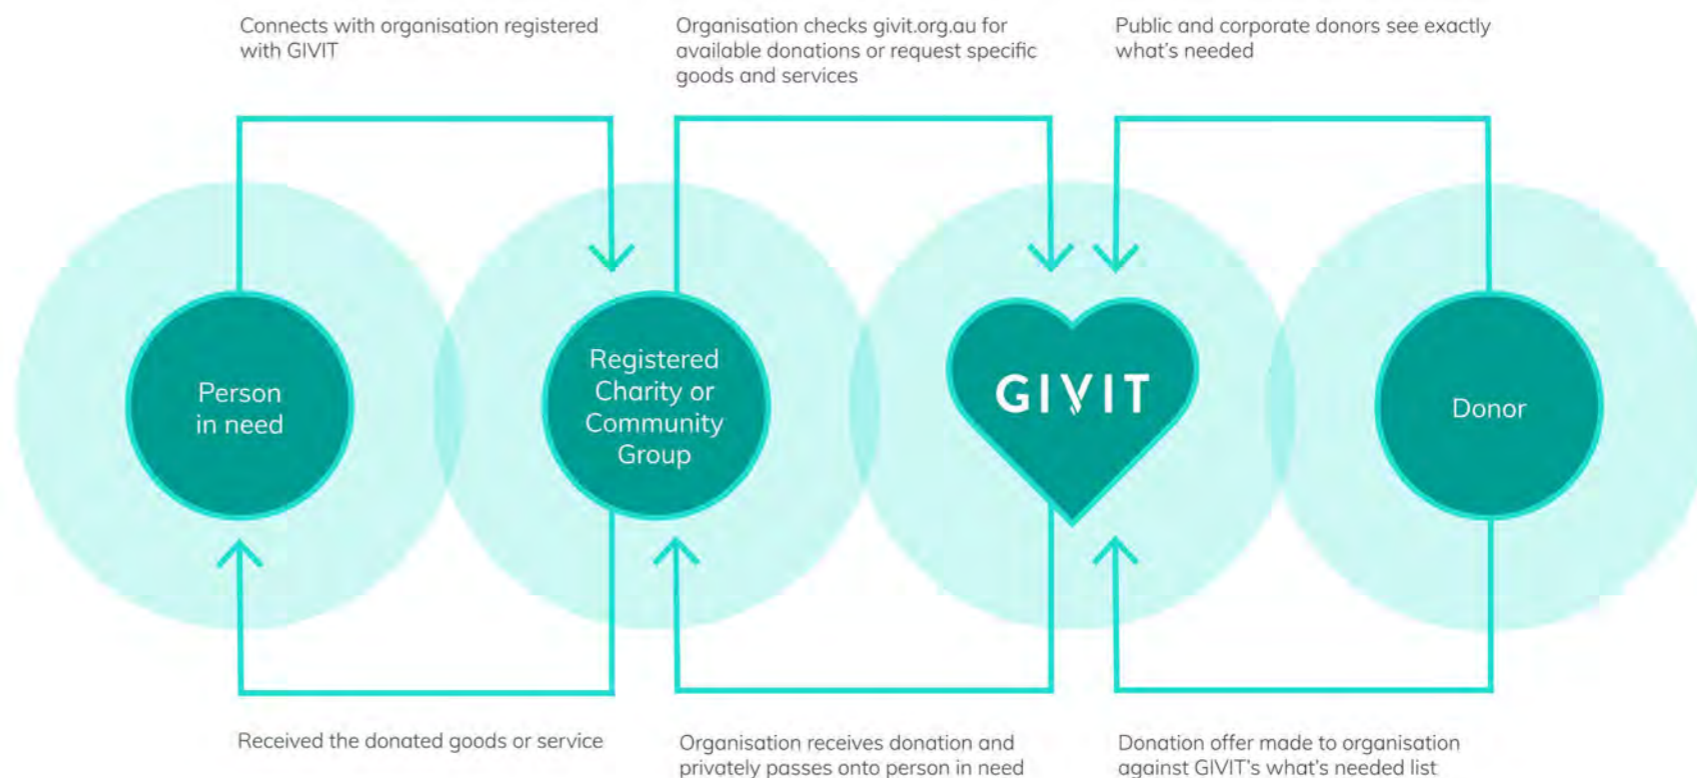 Connects with organisation registered
with GIVIT
Organisation checks givit.org.au for
available donations or request specific
goods and services
Public and corporate donors see exactly
what's needed
Person
in need
Registered
Charity or
Community
Group
GIVIT
Donor
Received the donated goods or service
Organisation receives donation and
privately passes onto person in need
Donation offer made to organisation
against GIVIT's what's needed list